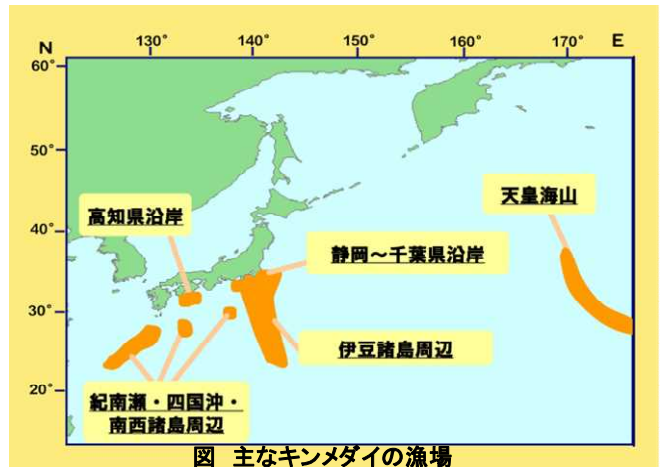 N 130° 140° 150° 160° 170° E
60°
50°
天皇海山
高知県沿岸
40°
静岡～千葉県沿岸
30°
伊豆諸島周辺
20°
紀南瀬・四国沖・
南西諸島周辺
図 主なキンメダイの漁場